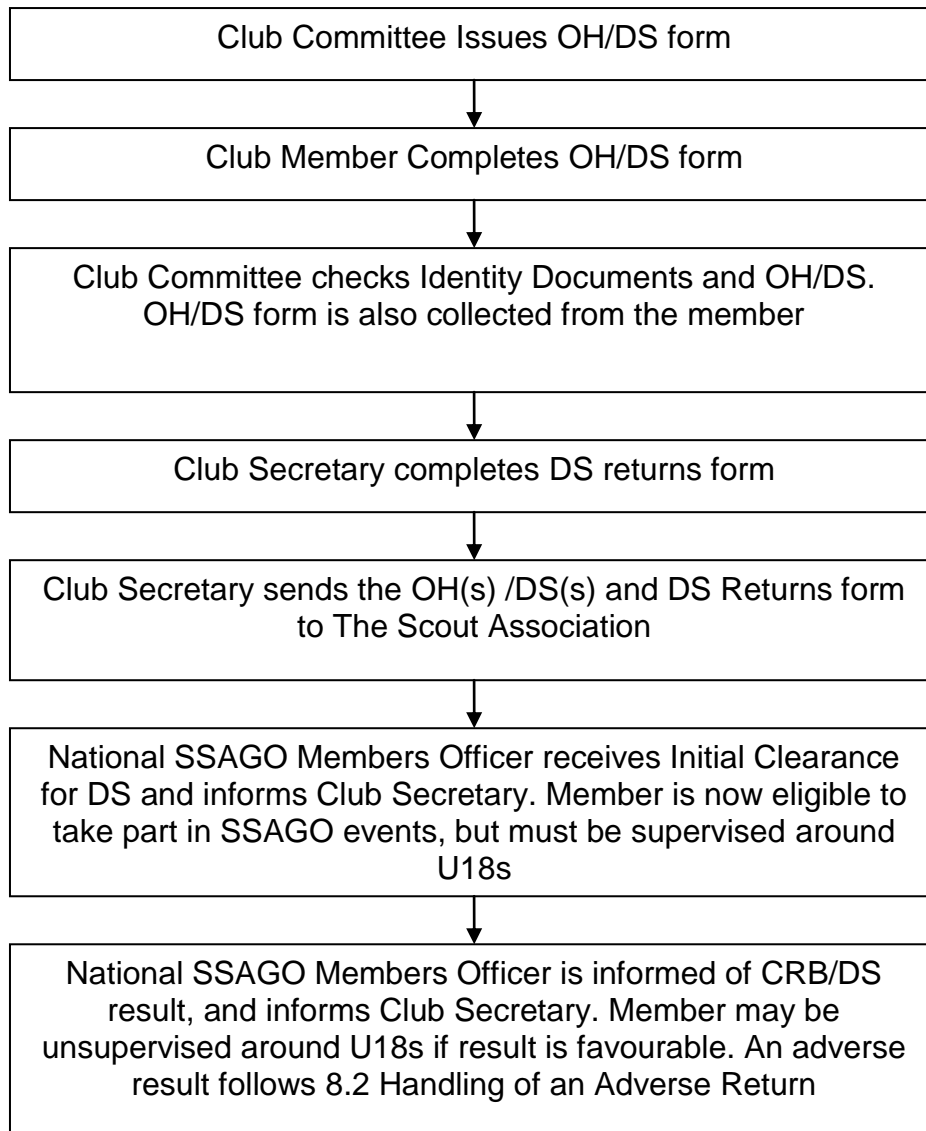 Club Committee Issues OH/DS form
Club Member Completes OH/DS form
Club Committee checks Identity Documents and OH/DS.
OH/DS form is also collected from the member
Club Secretary completes DS returns form
Club Secretary sends the OH(s) /DS(s) and DS Returns form
to The Scout Association
National SSAGO Members Officer receives Initial Clearance
for DS and informs Club Secretary. Member is now eligible to
take part in SSAGO events, but must be supervised around
U18s
National SSAGO Members Officer is informed of CRB/DS
result, and informs Club Secretary. Member may be
unsupervised around U18s if result is favourable. An adverse
result follows 8.2 Handling of an Adverse Return